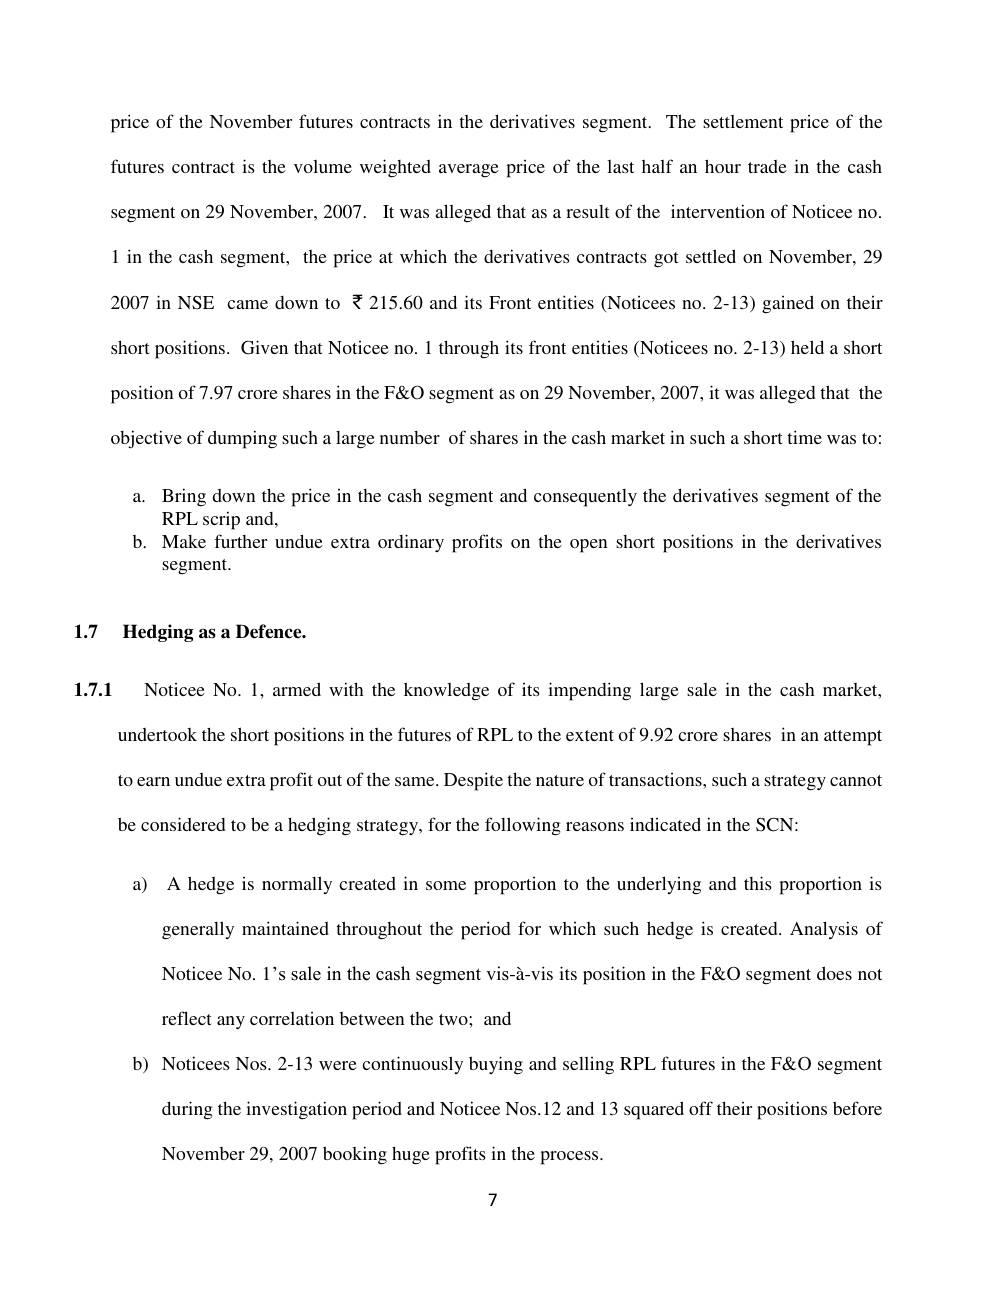 price of the November futures contracts in the derivatives segment.  The settlement price of the
futures contract is the volume weighted average price of the last half an hour trade in the cash
segment on 29 November, 2007.   It was alleged that as a result of the  intervention of Noticee no.
1 in the cash segment,  the price at which the derivatives contracts got settled on November, 29
2007 in NSE  came down to  ₹ 215.60 and its Front entities (Noticees no. 2-13) gained on their
short positions.  Given that Noticee no. 1 through its front entities (Noticees no. 2-13) held a short
position of 7.97 crore shares in the F&O segment as on 29 November, 2007, it was alleged that  the
objective of dumping such a large number  of shares in the cash market in such a short time was to:
a. Bring down the price in the cash segment and consequently the derivatives segment of the
RPL scrip and,
b. Make further undue extra ordinary profits on the open short positions in the derivatives
segment.
1.7 Hedging as a Defence.
1.7.1 Noticee No. 1, armed with the knowledge of its impending large sale in the cash market,
undertook the short positions in the futures of RPL to the extent of 9.92 crore shares  in an attempt
to earn undue extra profit out of the same. Despite the nature of transactions, such a strategy cannot
be considered to be a hedging strategy, for the following reasons indicated in the SCN:
a) A hedge is normally created in some proportion to the underlying and this proportion is
generally maintained throughout the period for which such hedge is created. Analysis of
Noticee No. 1’s sale in the cash segment vis-à-vis its position in the F&O segment does not
reflect any correlation between the two;  and
b) Noticees Nos. 2-13 were continuously buying and selling RPL futures in the F&O segment
during the investigation period and Noticee Nos.12 and 13 squared off their positions before
November 29, 2007 booking huge profits in the process.
7